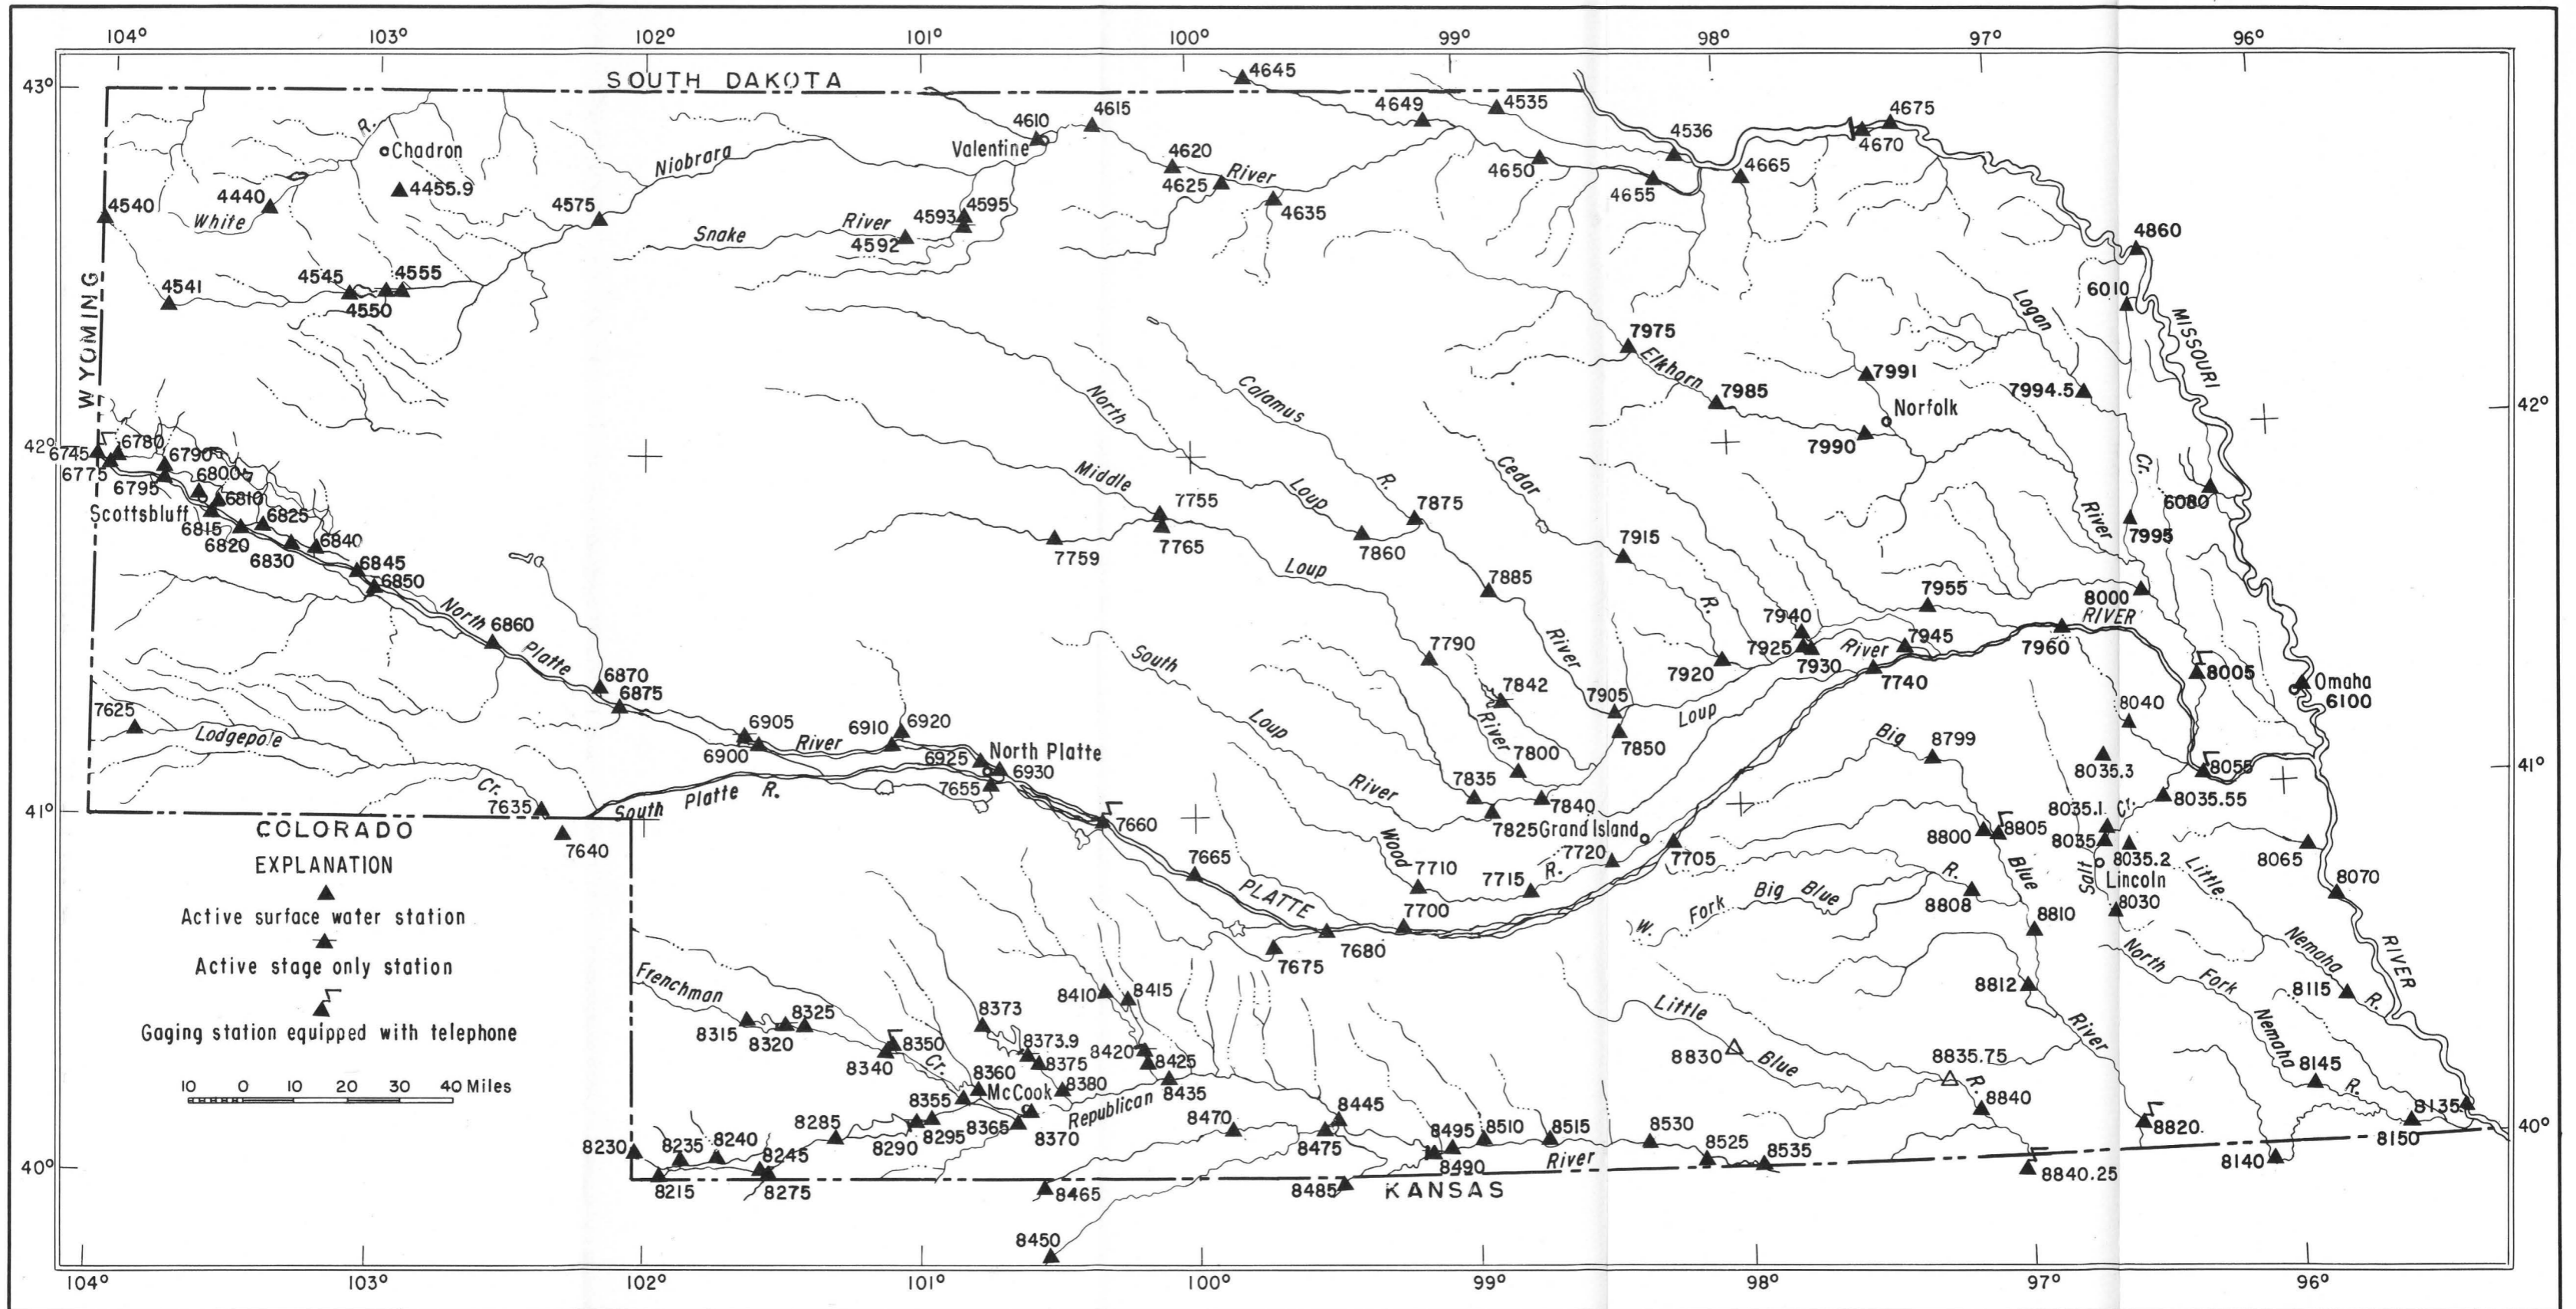 104° 103° 102° 101° 100° 99° 98° 97° 96°
43°
SOUTH DAKOTA
4645
4649
4535
4536
4675
4670
4610
4615
Valentine
4620
4625
River
4635
4650
4655
4665
R.
Chadron
4455.9
4440
4540
White
Niobrara
4575
Snake
River
4592
4593
4595
4860
WYOMING
4541
4545
4555
4550
6010
MISSOURI
Logan
7975
Elkhorn
7985
7991
7994.5
Norfolk
7990
North
Calamus
42°
42°
6745
6780
6775
6790
6795
6800
6810
Scottsbluff
6815
6825
6820
6830
6840
6845
6850
Middle
7755
7765
7759
Loup
R.
7875
7860
Cedar
Cr.
6080
River
7995
7915
Loup
7885
North
6860
Platte
6870
6875
7955
8000
RIVER
R.
7940
7925
7930
River
7945
7960
7920
7740
7790
River
South
8005
Omaha
6100
7842
7905
Loup
River
7850
7800
8040
7625
Lodgepole
Cr.
7635
6905
6900
River
6910
6920
6925
North Platte
6930
7655
Loup
River
7835
7840
7825
Big
8799
8035.3
8055
41°
41°
South Platte R.
7640
7660
Grand Island
8035.1
Cr.
8035.55
8800
8805
8035
8035.2
8065
COLORADO
EXPLANATION
Active surface water station
Active stage only station
Gaging station equipped with telephone
10 0 10 20 30 40 Miles
7665
PLATTE
Wood
R.
7710
7715
7720
7705
Blue
Salt
Lincoln
8030
Little
8070
W. Fork Big Blue R.
8808
8810
7700
7680
7675
North Fork
Nemaha
RIVER
Frenchman
8315
8320
8325
8410
8415
8373
8812
8115
R.
Little
Nemaha
River
8340
8350
Cr.
8373.9
8375
8420
8425
8830
Blue
8835.75
R.
8360
McCook
8380
8435
8355
Republican
8840
8145
R.
8285
8290
8295
8365
8370
8470
8445
8475
8495
8510
8515
8530
8525
8535
8820
8135
8150
8230
8235
8240
8245
8215
8275
8465
8485
8490
River
8840.25
8140
40°
40°
KANSAS
8450
104° 103° 102° 101° 100° 99° 98° 97° 96°